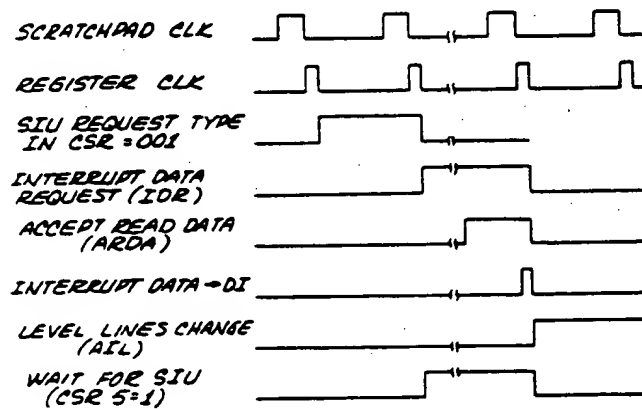 SCRATCHPAD CLK
REGISTER CLK
SIU REQUEST TYPE
IN CSR = 001
INTERRUPT DATA
REQUEST (IDR)
ACCEPT READ DATA
(ARDA)
INTERRUPT DATA→DI
LEVEL LINES CHANGE
(AIL)
WAIT FOR SIU
(CSR 5=1)